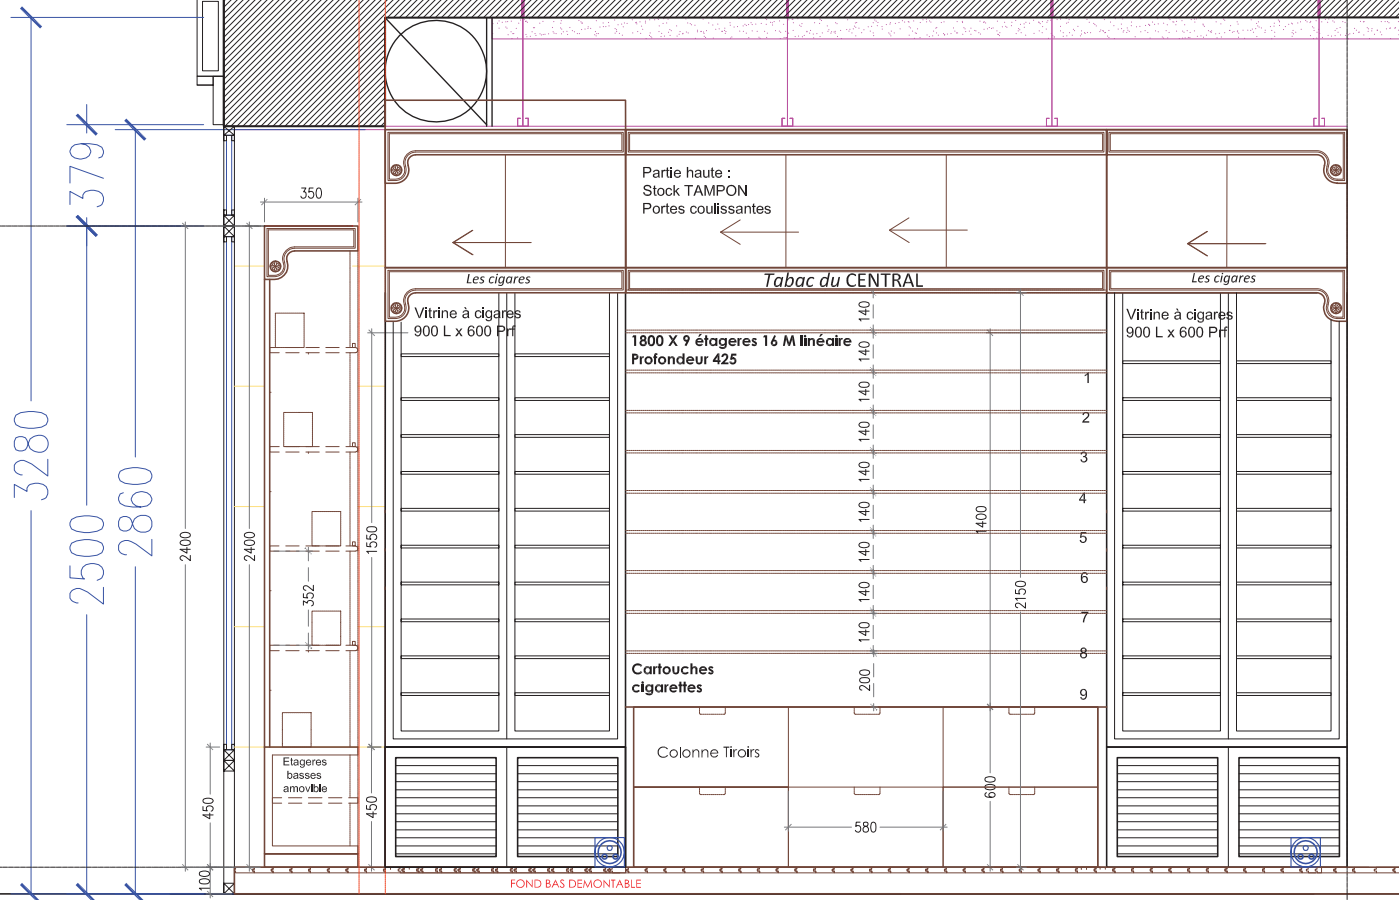 350
379
3280
2500
2860
2400
2400
1550
352
450
450
100
Partie haute :
Stock TAMPON
Portes coulissantes
Les cigares
Tabac du CENTRAL
Les cigares
Vitrine à cigares
900 L x 600 Prf
Vitrine à cigares
900 L x 600 Prf
1800 X 9 étageres 16 M linéaire
Profondeur 425
140
140
140
140
140
140
140
140
140
200
1400
2150
1
2
3
4
5
6
7
8
9
Cartouches
cigarettes
Colonne Tiroirs
600
580
Etageres
basses
amovible
FOND BAS DEMONTABLE